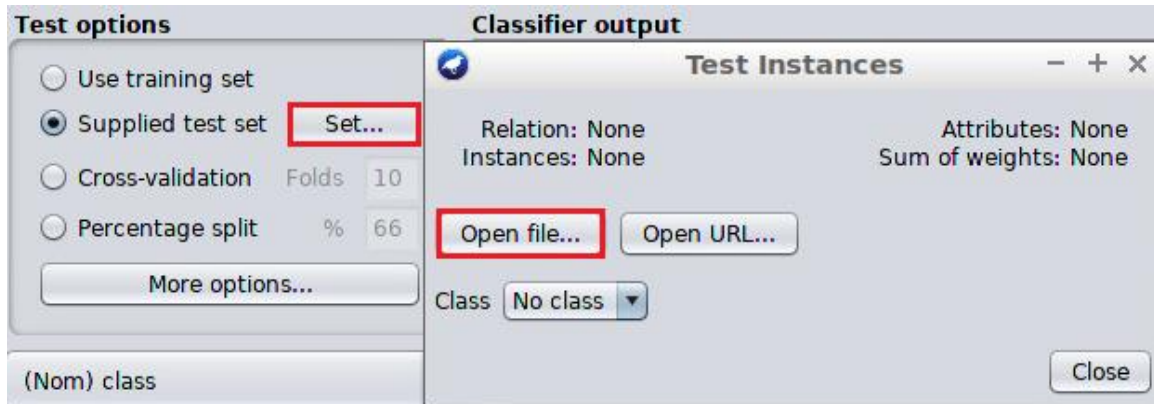 Test options
Use training set
Supplied test set Set...
Cross-validation Folds 10
Percentage split % 66
More options...
(Nom) class
Classifier output
Test Instances
Relation: None Attributes: None
Instances: None Sum of weights: None
Open file... Open URL...
Class No class
Close